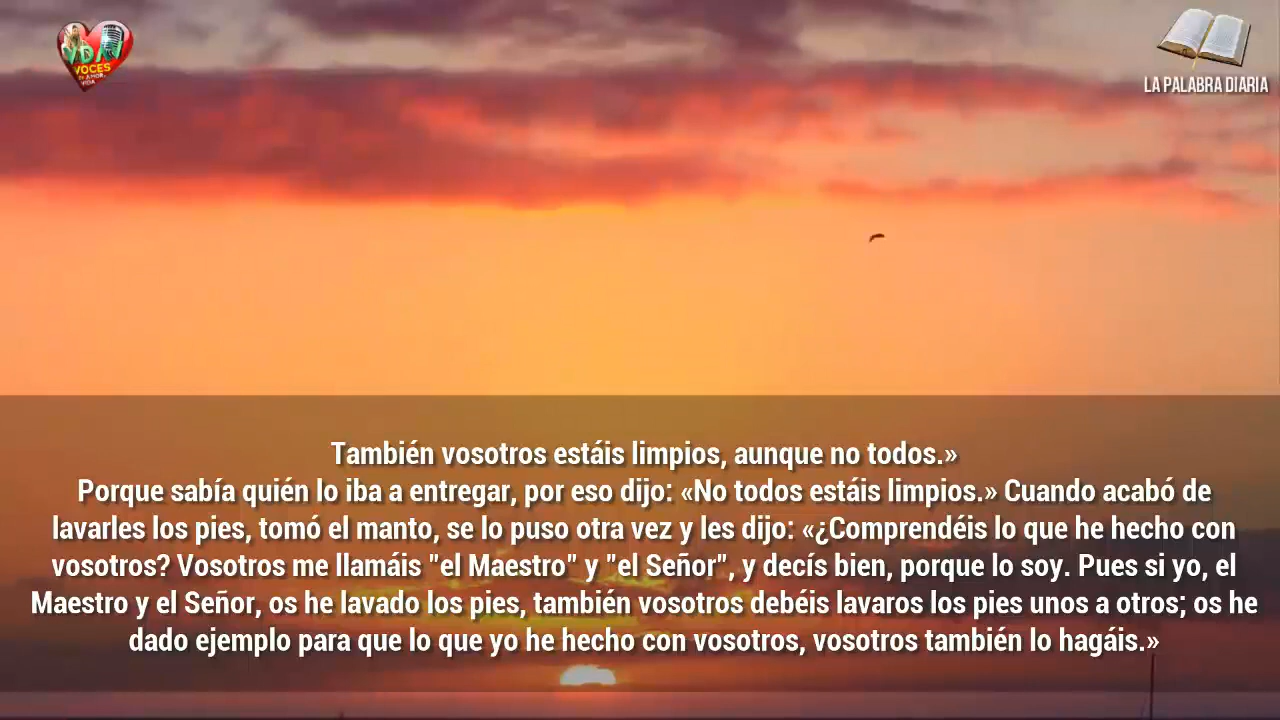 VDA
VOCES
LA PALABRA DIARIA
También vosotros estáis limpios, aunque no todos.»
Porque sabía quién lo iba a entregar, por eso dijo: «No todos estáis limpios.» Cuando acabó de
lavarles los pies, tomó el manto, se lo puso otra vez y les dijo: «¿Comprendéis lo que he hecho con
vosotros? Vosotros me llamáis "el Maestro" y "el Señor", y decís bien, porque lo soy. Pues si yo, el
Maestro y el Señor, os he lavado los pies, también vosotros debéis lavaros los pies unos a otros; os he
dado ejemplo para que lo que yo he hecho con vosotros, vosotros también lo hagáis.»